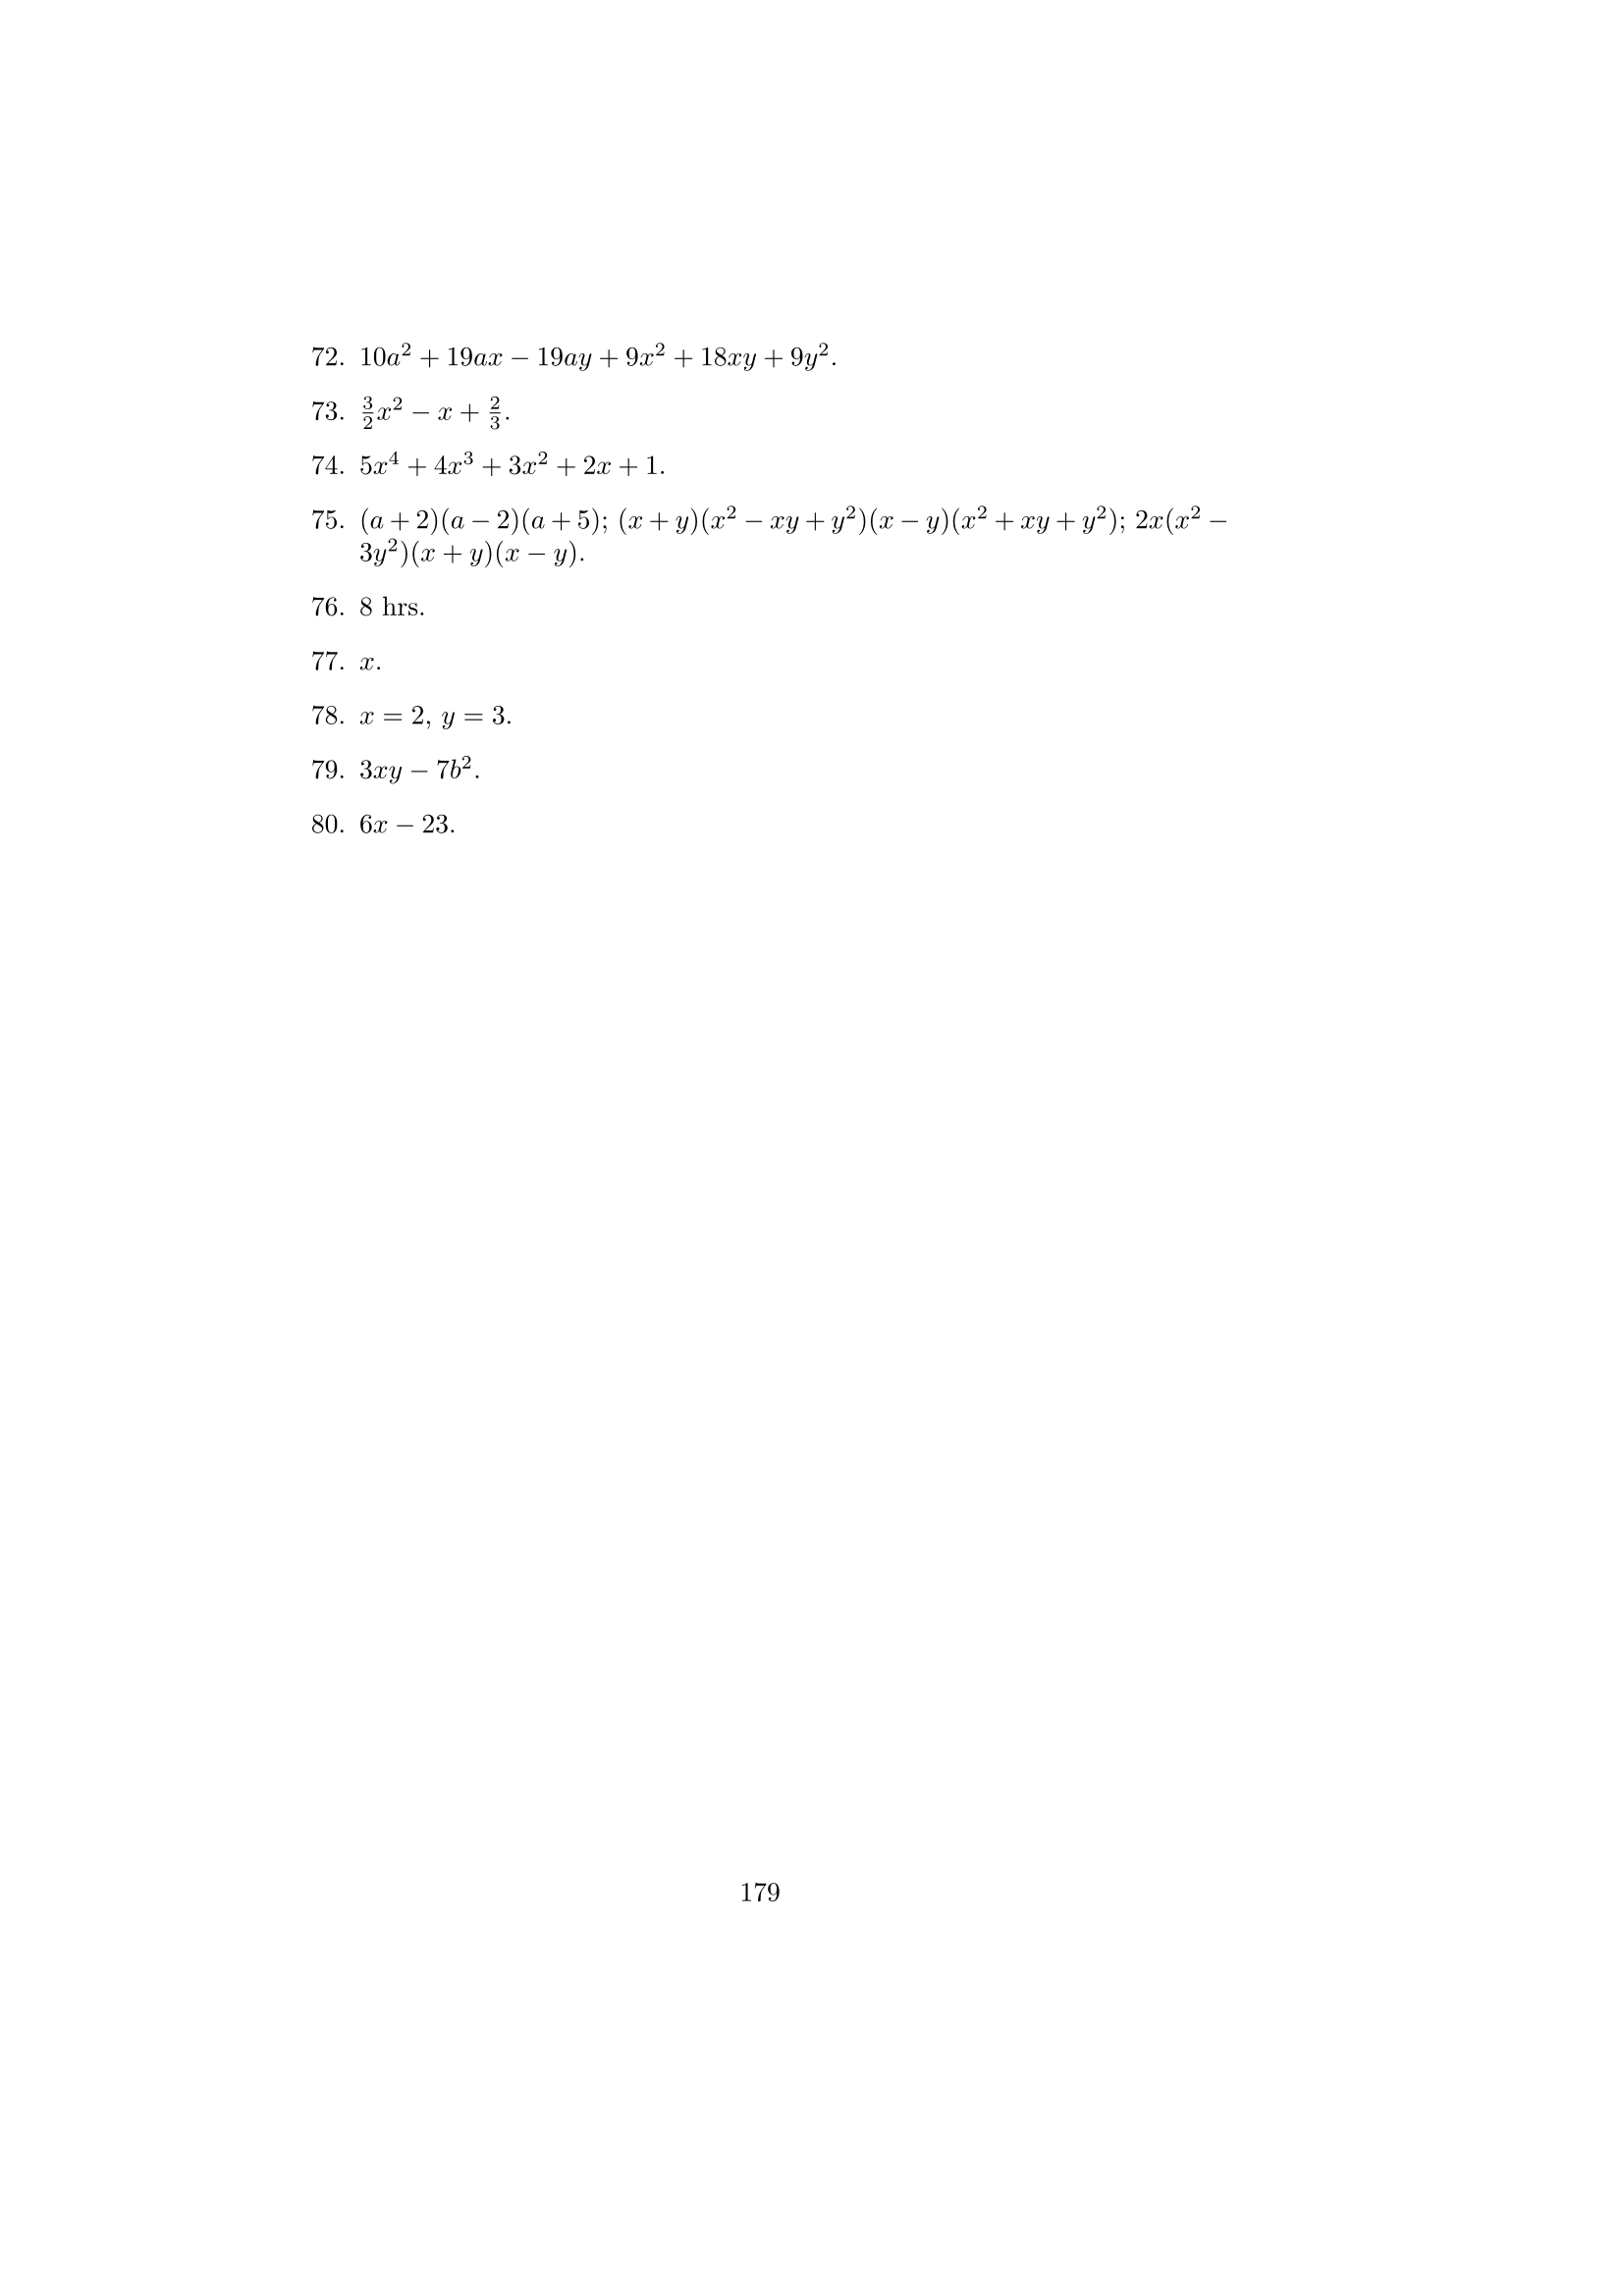 72. $10a^2 + 19ax - 19ay + 9x^2 + 18xy + 9y^2$.
73. $\frac{3}{2}x^2 - x + \frac{2}{3}$.
74. $5x^4 + 4x^3 + 3x^2 + 2x + 1$.
75. $(a + 2)(a - 2)(a + 5)$; $(x + y)(x^2 - xy + y^2)(x - y)(x^2 + xy + y^2)$; $2x(x^2 -$
$3y^2)(x + y)(x - y)$.
76. 8 hrs.
77. $x$.
78. $x = 2$, $y = 3$.
79. $3xy - 7b^2$.
80. $6x - 23$.
179